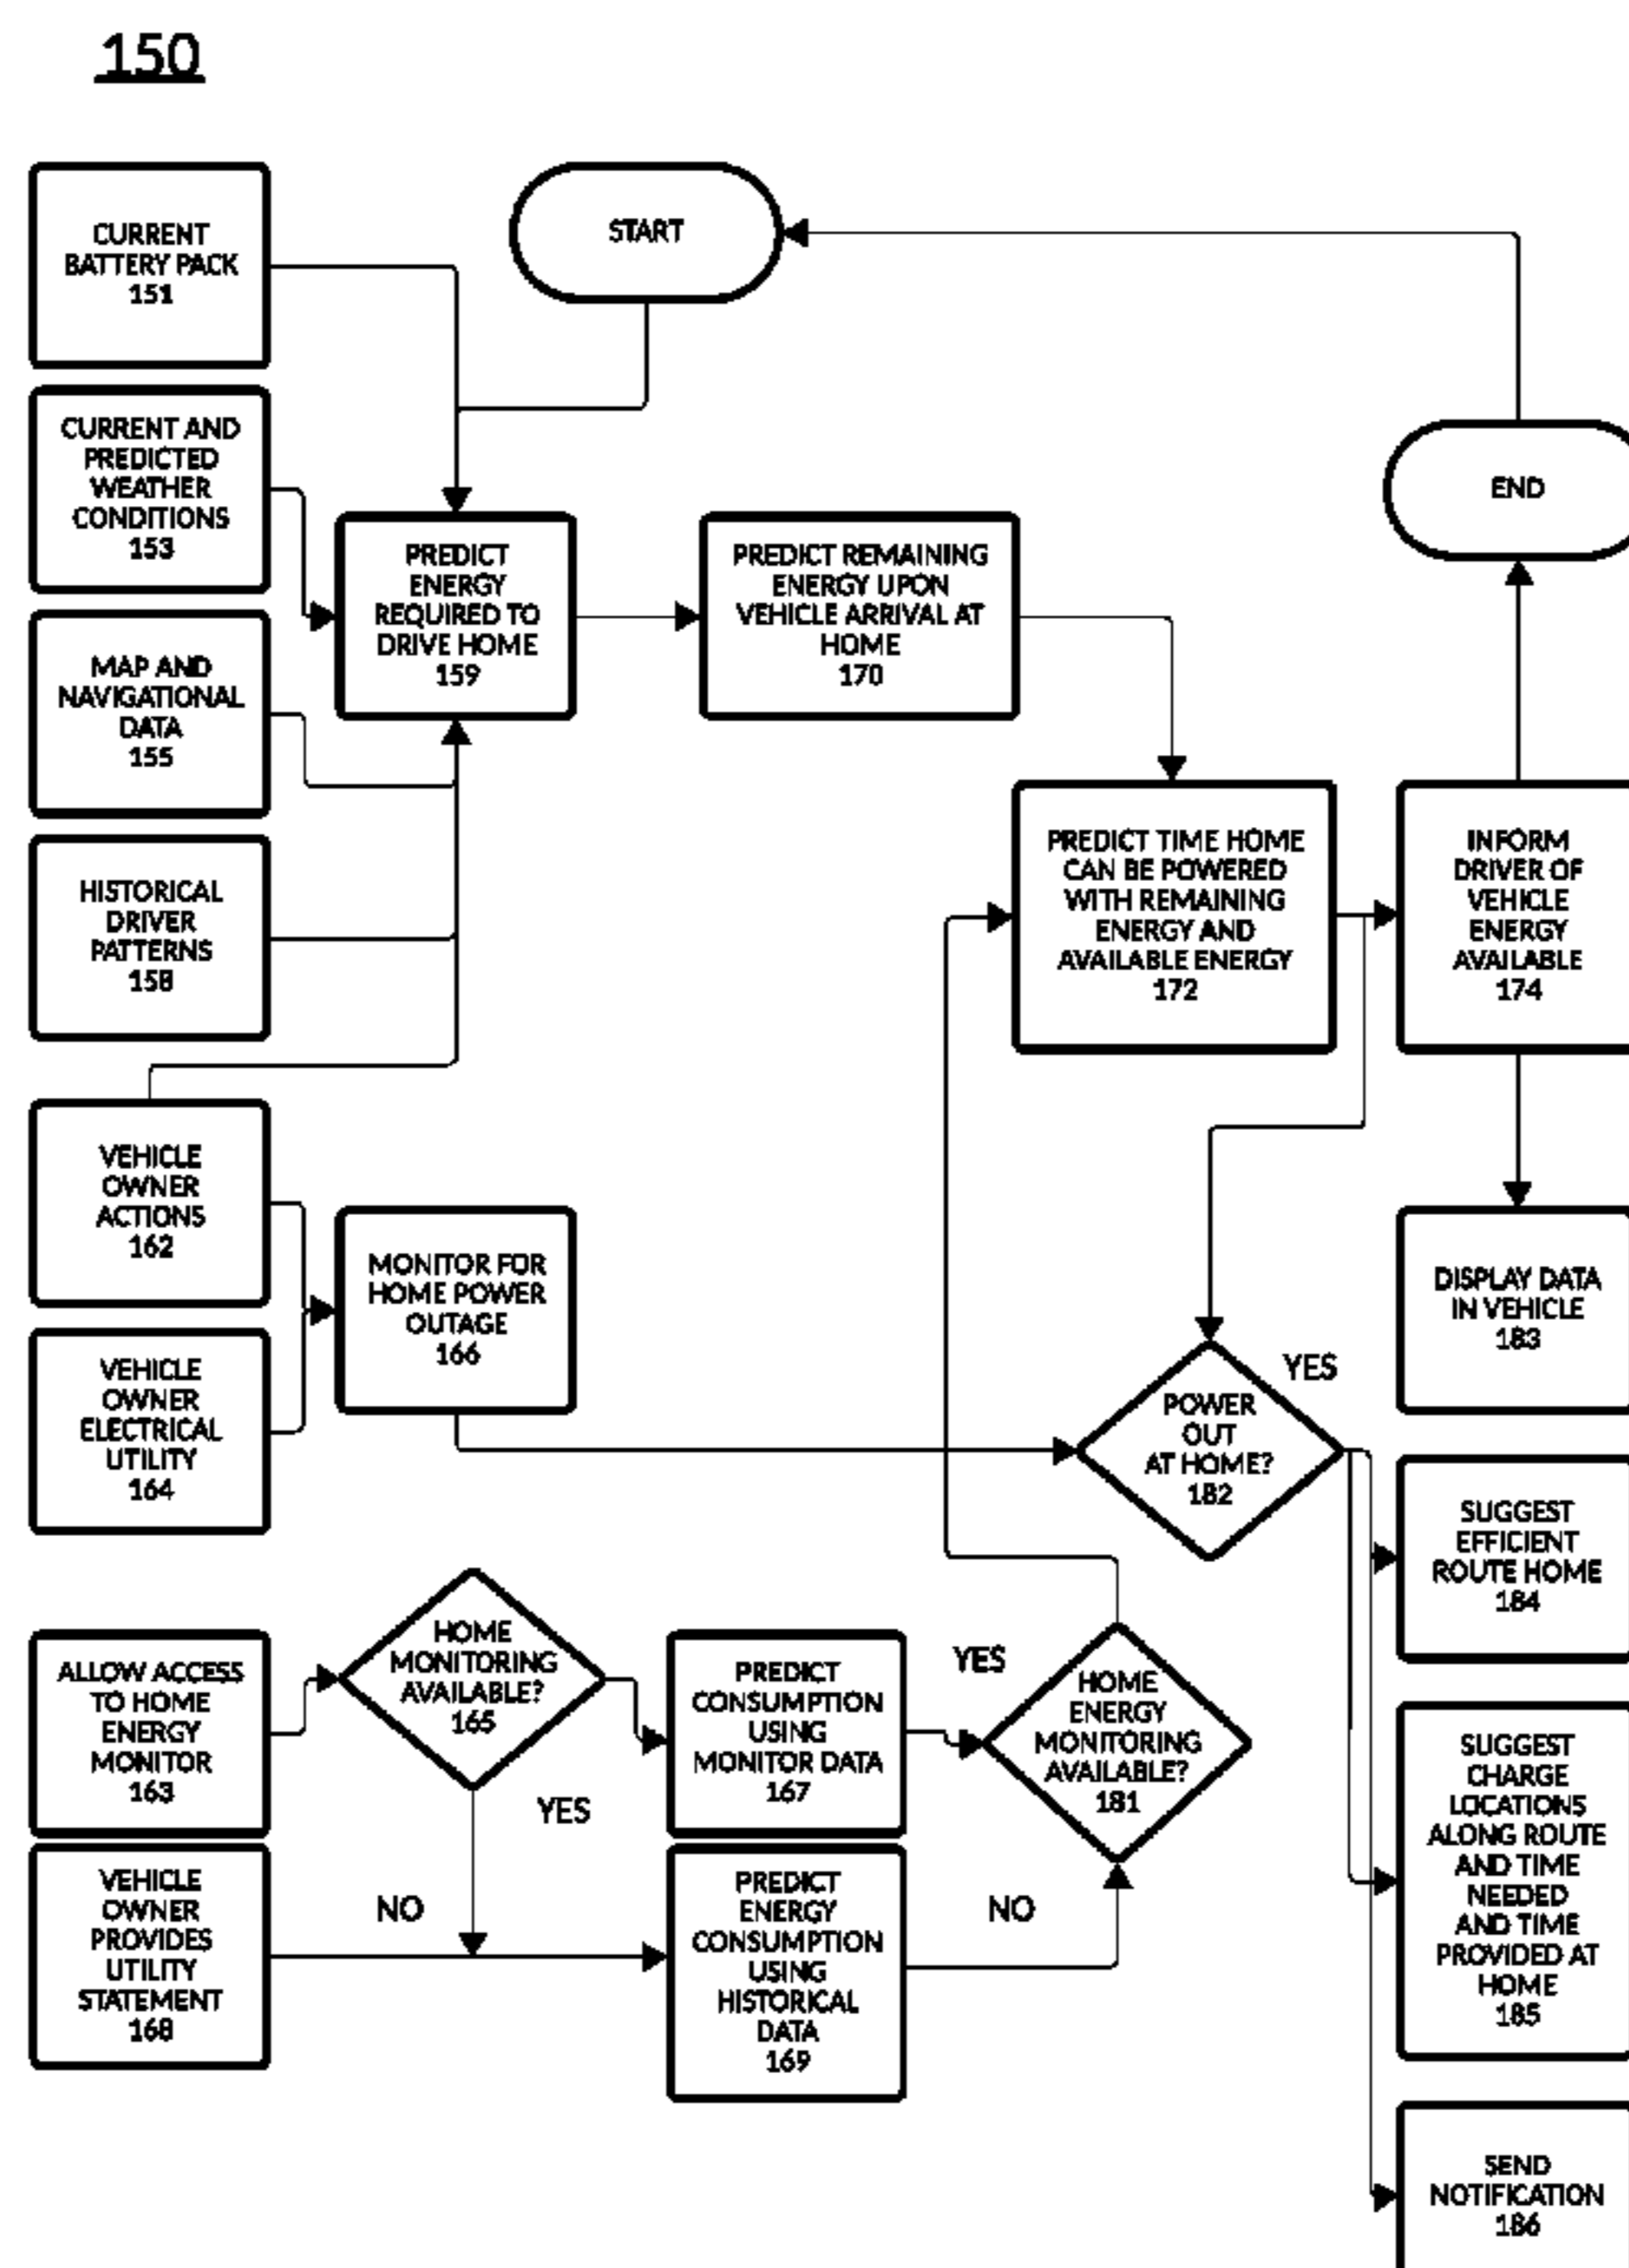 150
CURRENT
BATTERY PACK
151
START
CURRENT AND
PREDICTED
WEATHER
CONDITIONS
153
END
PREDICT
ENERGY
REQUIRED TO
DRIVE HOME
159
PREDICT REMAINING
ENERGY UPON
VEHICLE ARRIVAL AT
HOME
170
MAP AND
NAVIGATIONAL
DATA
155
HISTORICAL
DRIVER
PATTERNS
158
PREDICT TIME HOME
CAN BE POWERED
WITH REMAINING
ENERGY AND
AVAILABLE ENERGY
172
INFORM
DRIVER OF
VEHICLE
ENERGY
AVAILABLE
174
VEHICLE
OWNER
ACTIONS
162
MONITOR FOR
HOME POWER
OUTAGE
166
DISPLAY DATA
IN VEHICLE
183
VEHICLE
OWNER
ELECTRICAL
UTILITY
164
POWER
OUT
AT HOME?
182
YES
SUGGEST
EFFICIENT
ROUTE HOME
184
ALLOW ACCESS
TO HOME
ENERGY
MONITOR
163
HOME
MONITORING
AVAILABLE?
165
YES
NO
PREDICT
CONSUMPTION
USING
MONITOR DATA
167
YES
HOME
ENERGY
MONITORING
AVAILABLE?
181
NO
SUGGEST
CHARGE
LOCATIONS
ALONG ROUTE
AND TIME
NEEDED
AND TIME
PROVIDED AT
HOME
185
VEHICLE
OWNER
PROVIDES
UTILITY
STATEMENT
168
PREDICT
ENERGY
CONSUMPTION
USING
HISTORICAL
DATA
169
SEND
NOTIFICATION
186